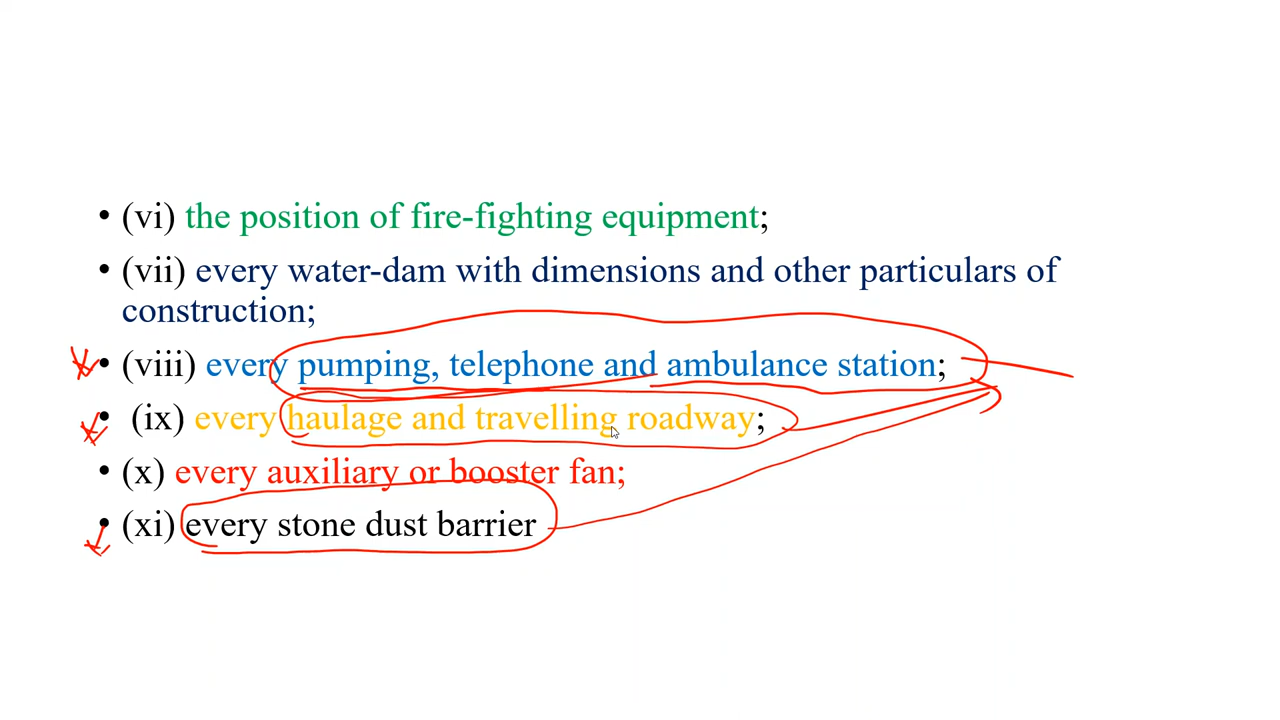 • (vi) the position of fire-fighting equipment;
• (vii) every water-dam with dimensions and other particulars of
construction;
• (viii) every pumping, telephone and ambulance station;
• (ix) every haulage and travelling roadway;
• (x) every auxiliary or booster fan;
• (xi) every stone dust barrier